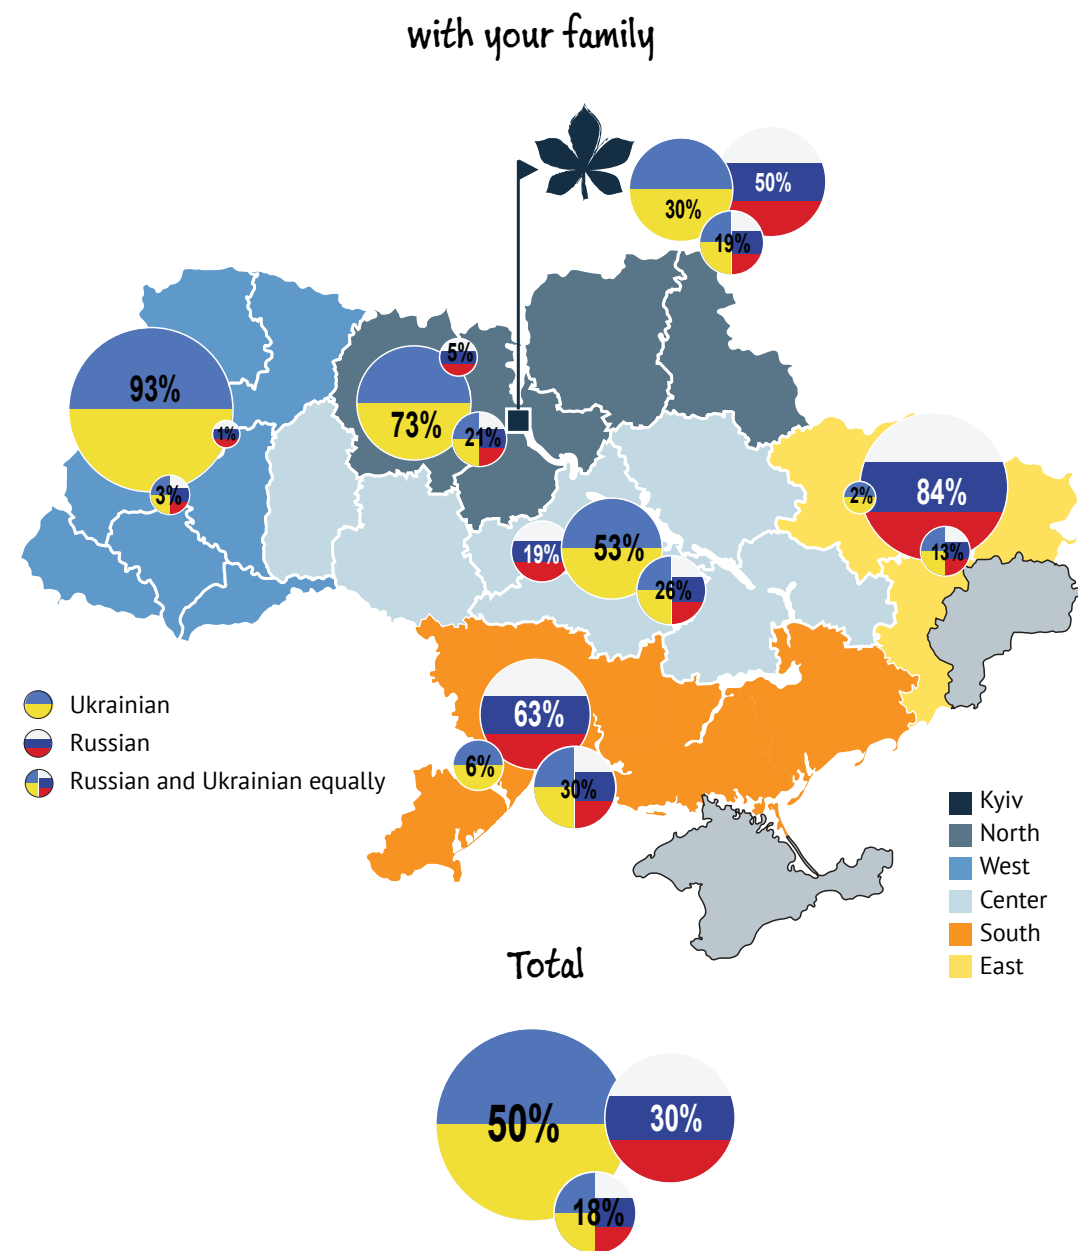 with your family
50%
30%
19%
5%
93%
73%
1%
21%
3%
84%
2%
19%
53%
13%
26%
63%
6%
30%
Ukrainian
Russian
Russian and Ukrainian equally
Kyiv
North
West
Center
South
East
Total
50%
30%
18%